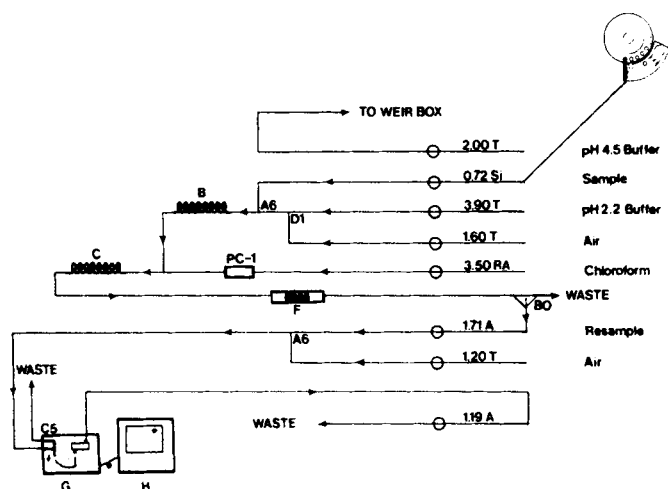 TO WEIR BOX
2.00 T pH 4.5 Buffer
0.72 Si Sample
B
A6 3.90 T pH 2.2 Buffer
D1
1.60 T Air
C PC-1 3.50 RA Chloroform
F WASTE
BO
1.71 A Resample
A6
1.20 T Air
WASTE
WASTE 1.19 A
C5
G H